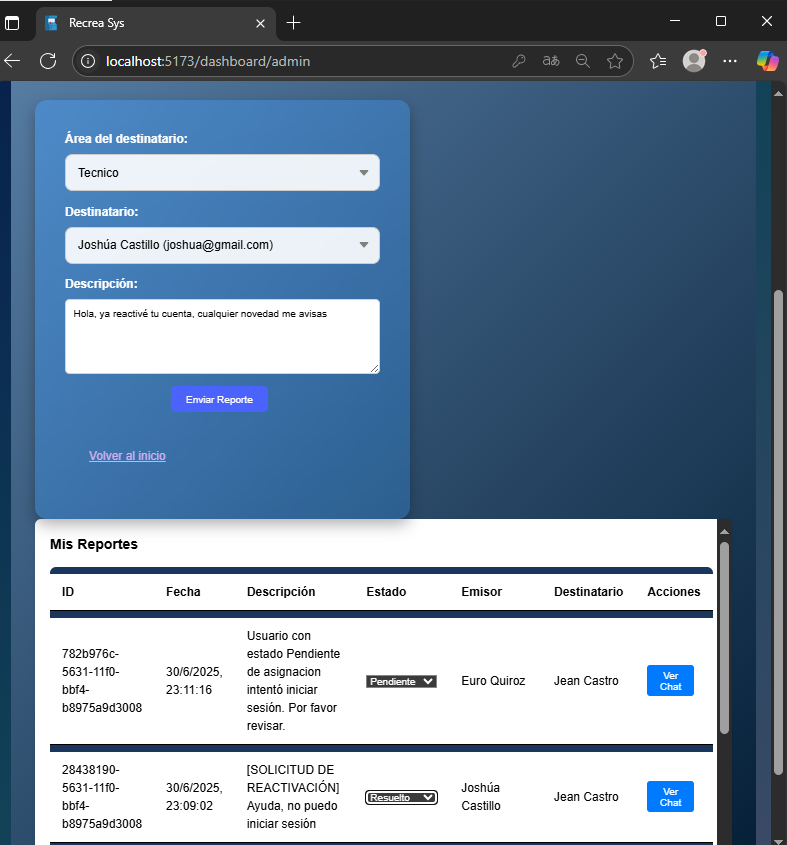 Recrea Sys
localhost:5173/dashboard/admin
Área del destinatario:
Tecnico
Destinatario:
Joshúa Castillo (joshua@gmail.com)
Descripción:
Hola, ya reactivé tu cuenta, cualquier novedad me avisas
Enviar Reporte
Volver al inicio
Mis Reportes
ID Fecha Descripción Estado Emisor Destinatario Acciones
782b976c-
5631-11f0-
bbf4-
b8975a9d3008
30/6/2025,
23:11:16
Usuario con
estado Pendiente
de asignacion
intentó iniciar
sesión. Por favor
revisar.
Pendiente
Euro Quiroz
Jean Castro
Ver
Chat
28438190-
5631-11f0-
bbf4-
b8975a9d3008
30/6/2025,
23:09:02
[SOLICITUD DE
REACTIVACIÓN]
Ayuda, no puedo
iniciar sesión
Resuelto
Joshúa
Castillo
Jean Castro
Ver
Chat